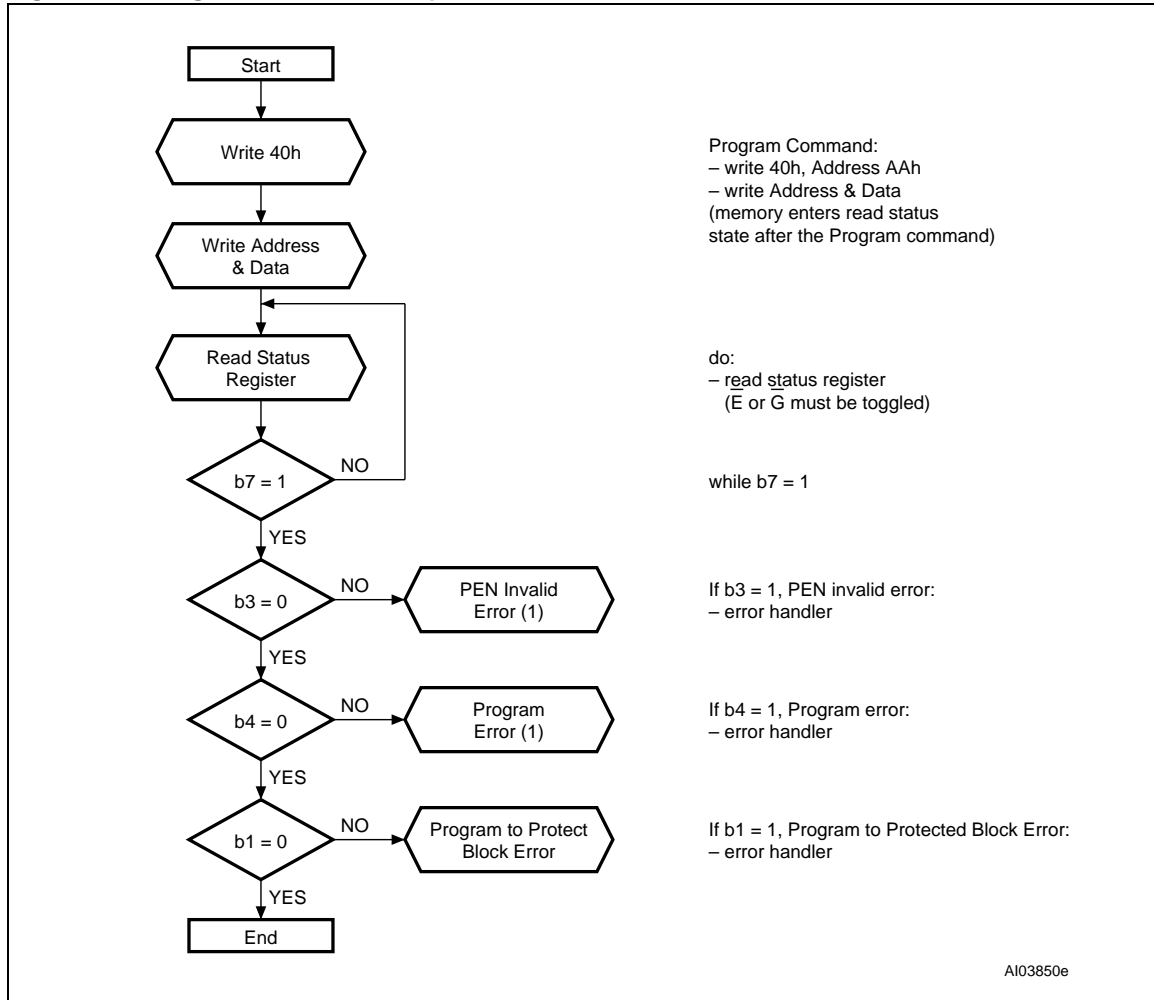 Start
Write 40h
Program Command:
– write 40h, Address AAh
– write Address & Data
(memory enters read status
state after the Program command)
Write Address
& Data
Read Status
Register
do:
– read status register
(E̅ or G̅ must be toggled)
b7 = 1
NO
while b7 = 1
YES
b3 = 0
NO
PEN Invalid
Error (1)
If b3 = 1, PEN invalid error:
– error handler
YES
b4 = 0
NO
Program
Error (1)
If b4 = 1, Program error:
– error handler
YES
b1 = 0
NO
Program to Protect
Block Error
If b1 = 1, Program to Protected Block Error:
– error handler
YES
End
AI03850e